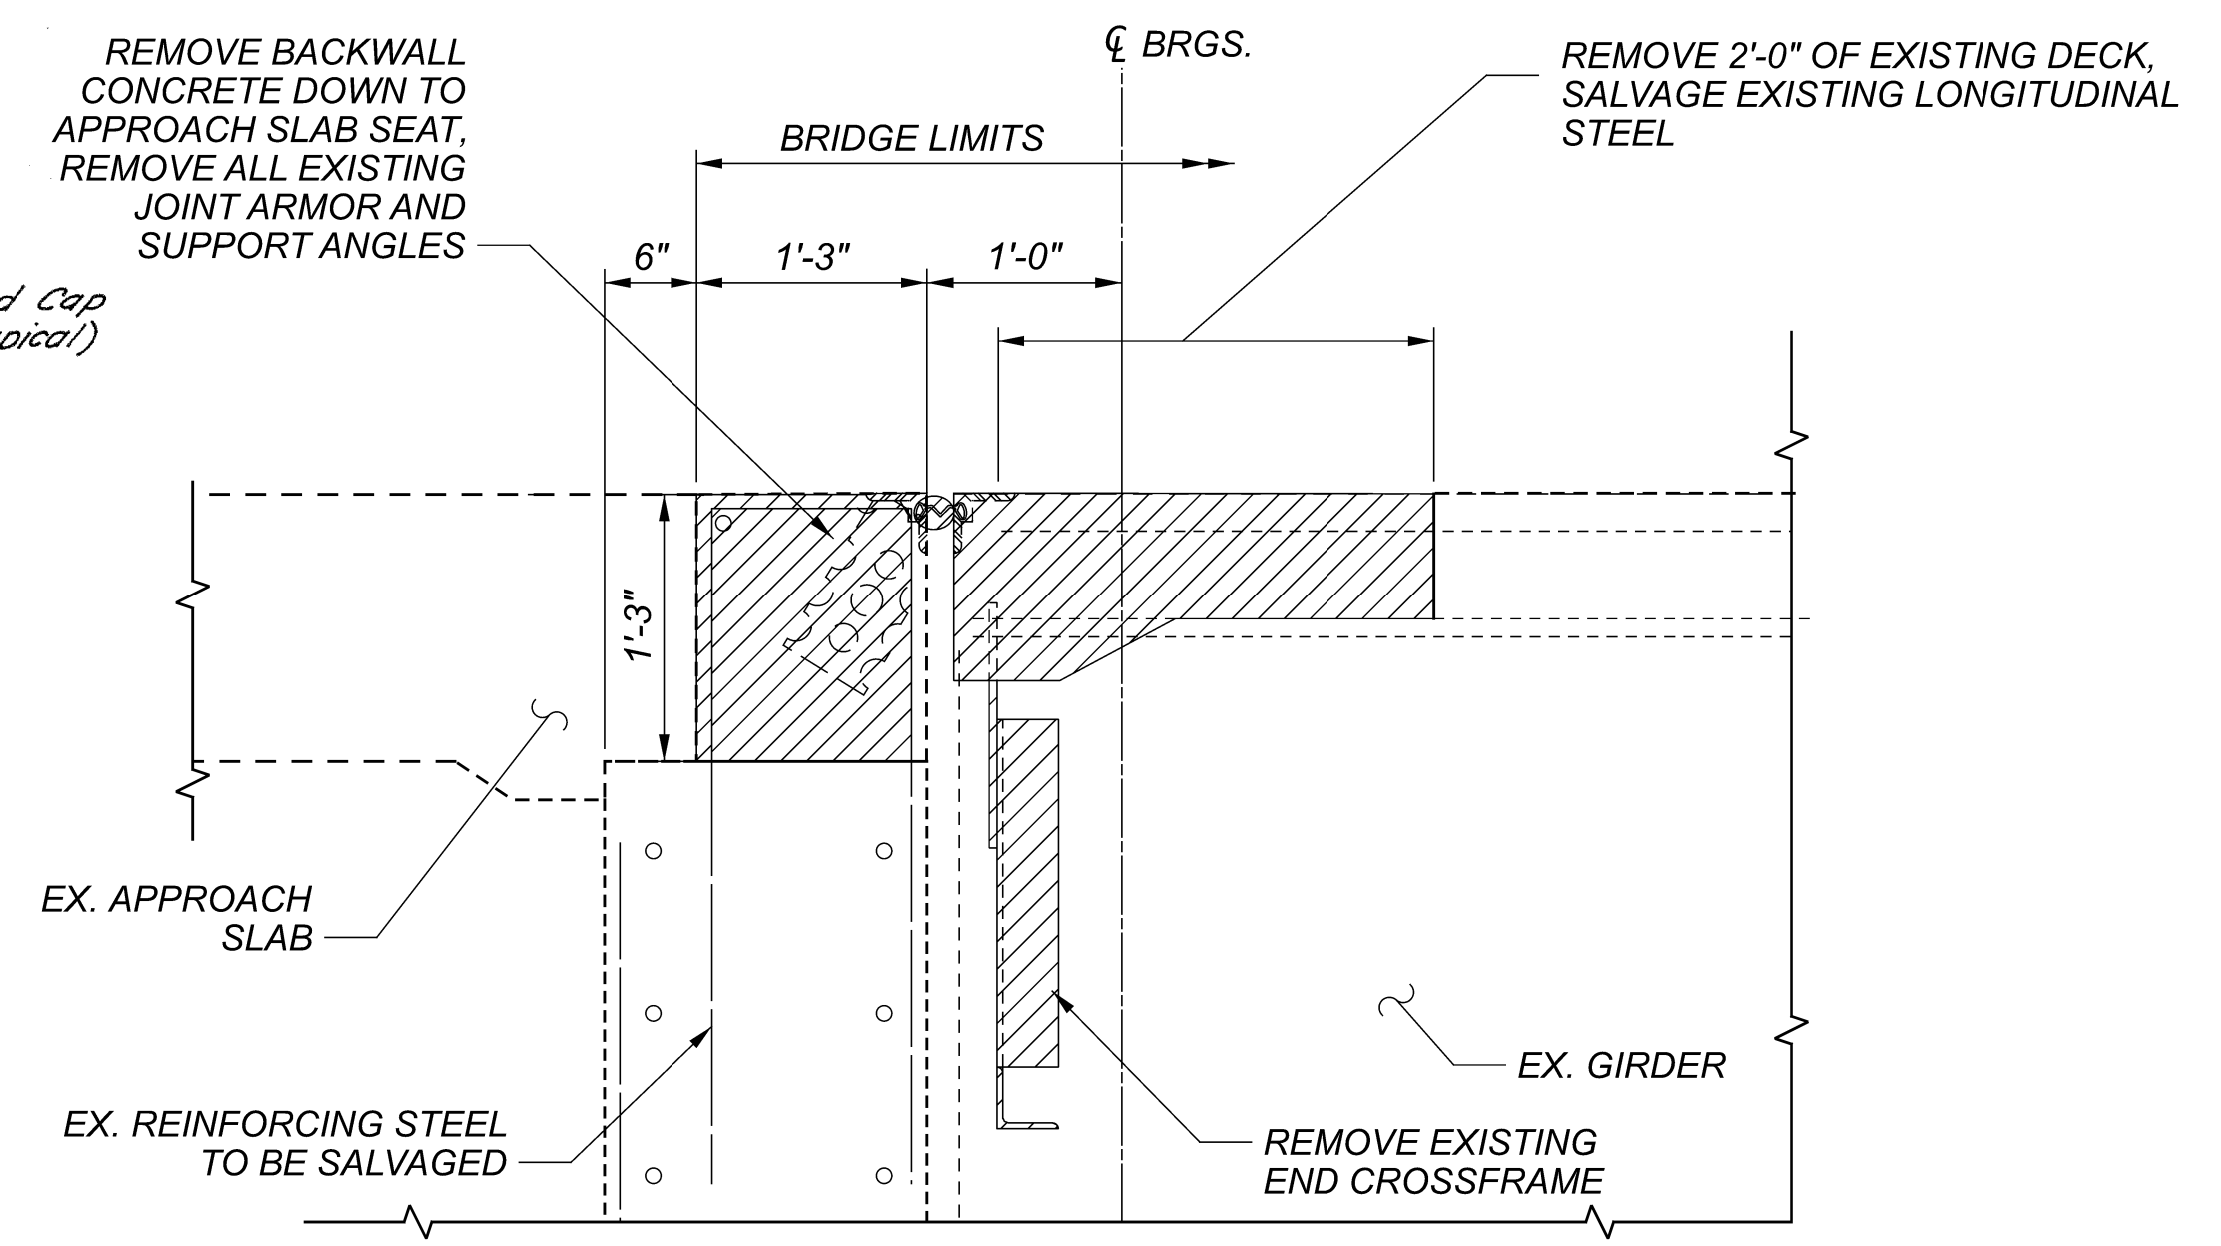 REMOVE BACKWALL
CONCRETE DOWN TO
APPROACH SLAB SEAT,
REMOVE ALL EXISTING
JOINT ARMOR AND
SUPPORT ANGLES
℄ BRGS.
REMOVE 2'-0" OF EXISTING DECK,
SALVAGE EXISTING LONGITUDINAL
STEEL
BRIDGE LIMITS
6" 1'-3" 1'-0"
Cap
1'-3"
EX. APPROACH
SLAB
EX. REINFORCING STEEL
TO BE SALVAGED
EX. GIRDER
REMOVE EXISTING
END CROSSFRAME